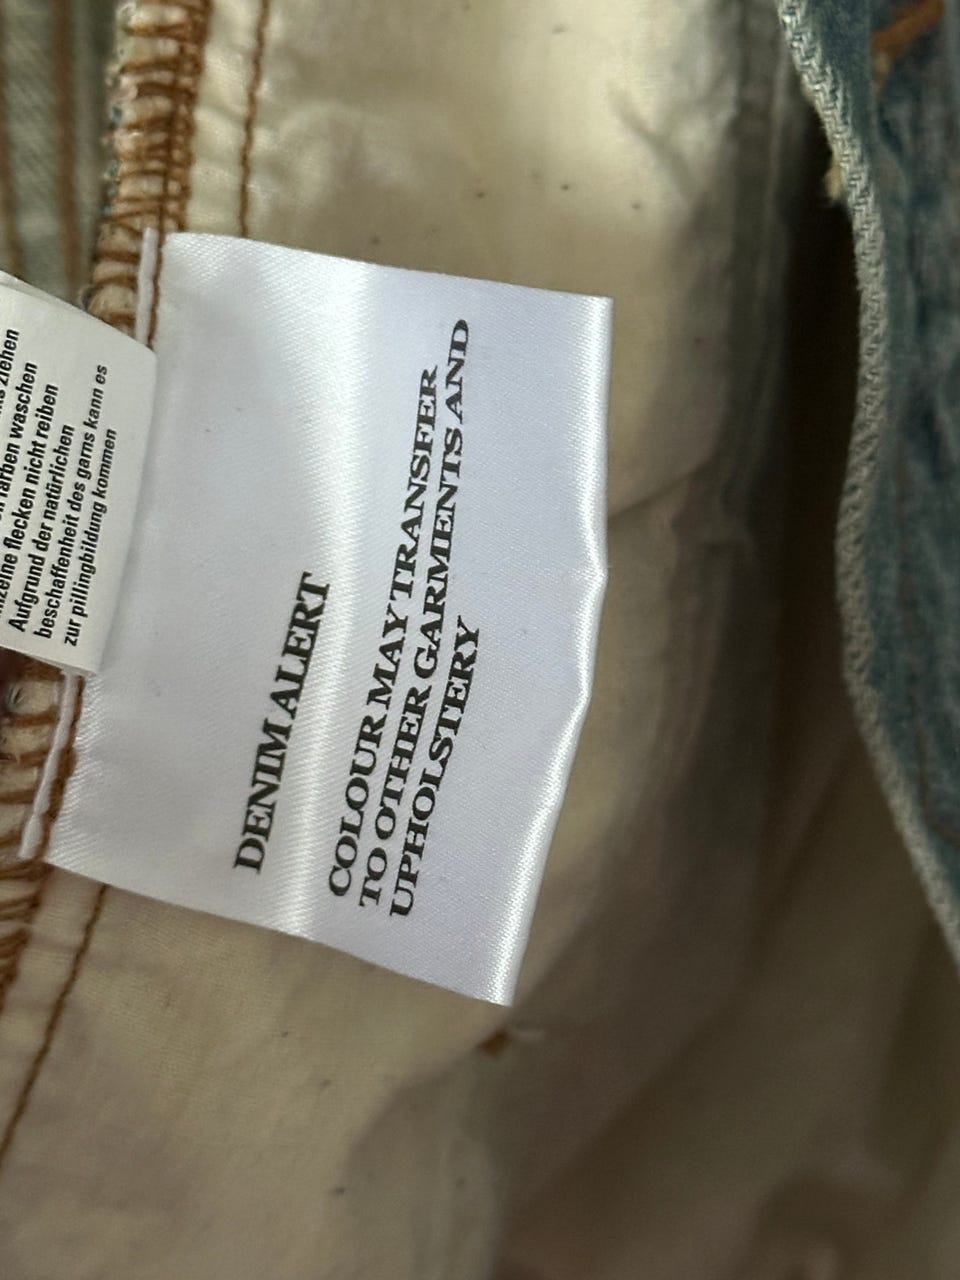 ziehen
farben waschen
flecken nicht reiben
Aufgrund der natürlichen
beschaffenheit des garns kann es
zur pillingbildung kommen
DENIM ALERT
COLOUR MAY TRANSFER
TO OTHER GARMENTS AND
UPHOLSTERY